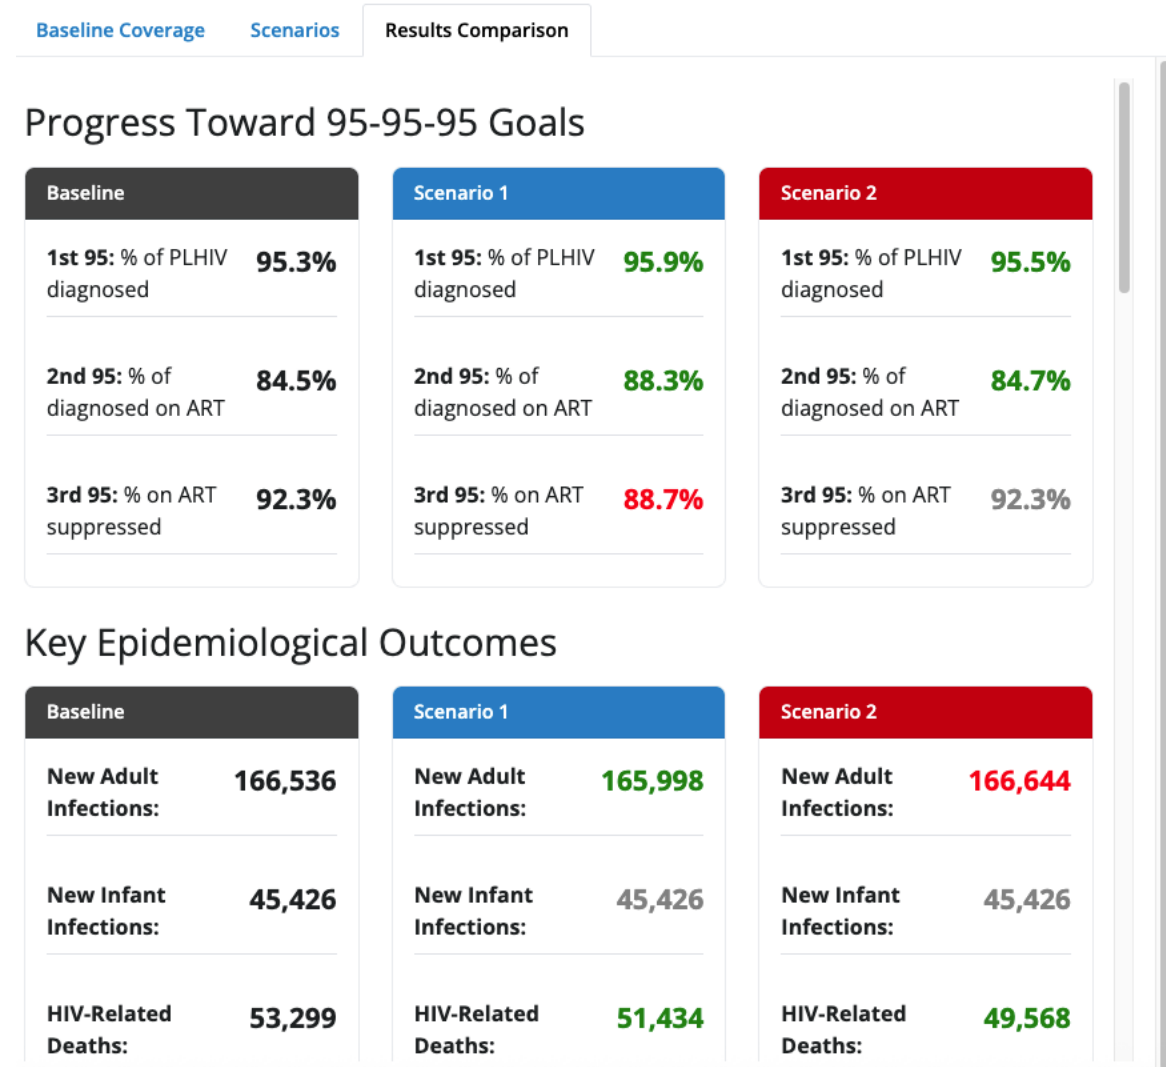 Baseline Coverage
Scenarios
Results Comparison
Progress Toward 95-95-95 Goals
Baseline
1st 95: % of PLHIV
diagnosed
95.3%
2nd 95: % of
diagnosed on ART
84.5%
3rd 95: % on ART
suppressed
92.3%
Scenario 1
1st 95: % of PLHIV
diagnosed
95.9%
2nd 95: % of
diagnosed on ART
88.3%
3rd 95: % on ART
suppressed
88.7%
Scenario 2
1st 95: % of PLHIV
diagnosed
95.5%
2nd 95: % of
diagnosed on ART
84.7%
3rd 95: % on ART
suppressed
92.3%
Key Epidemiological Outcomes
Baseline
New Adult
Infections:
166,536
New Infant
Infections:
45,426
HIV-Related
Deaths:
53,299
Scenario 1
New Adult
Infections:
165,998
New Infant
Infections:
45,426
HIV-Related
Deaths:
51,434
Scenario 2
New Adult
Infections:
166,644
New Infant
Infections:
45,426
HIV-Related
Deaths:
49,568